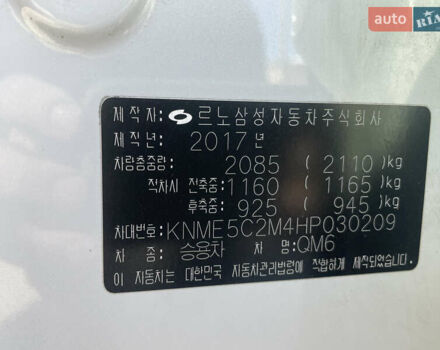 auto RIA
제작자: 르노삼성자동차주식회사
제작년: 2017년
차량총중량: 2085 ( 2110)kg
적차시 전축중: 1160 ( 1165)kg
후축중: 925 ( 945)kg
차대번호: KNME5C2M4HP030209
차 종: 승용차 차 명: QM6
이 자동차는 대한민국 자동차관리법령에 적합하게 제작되었습니다.